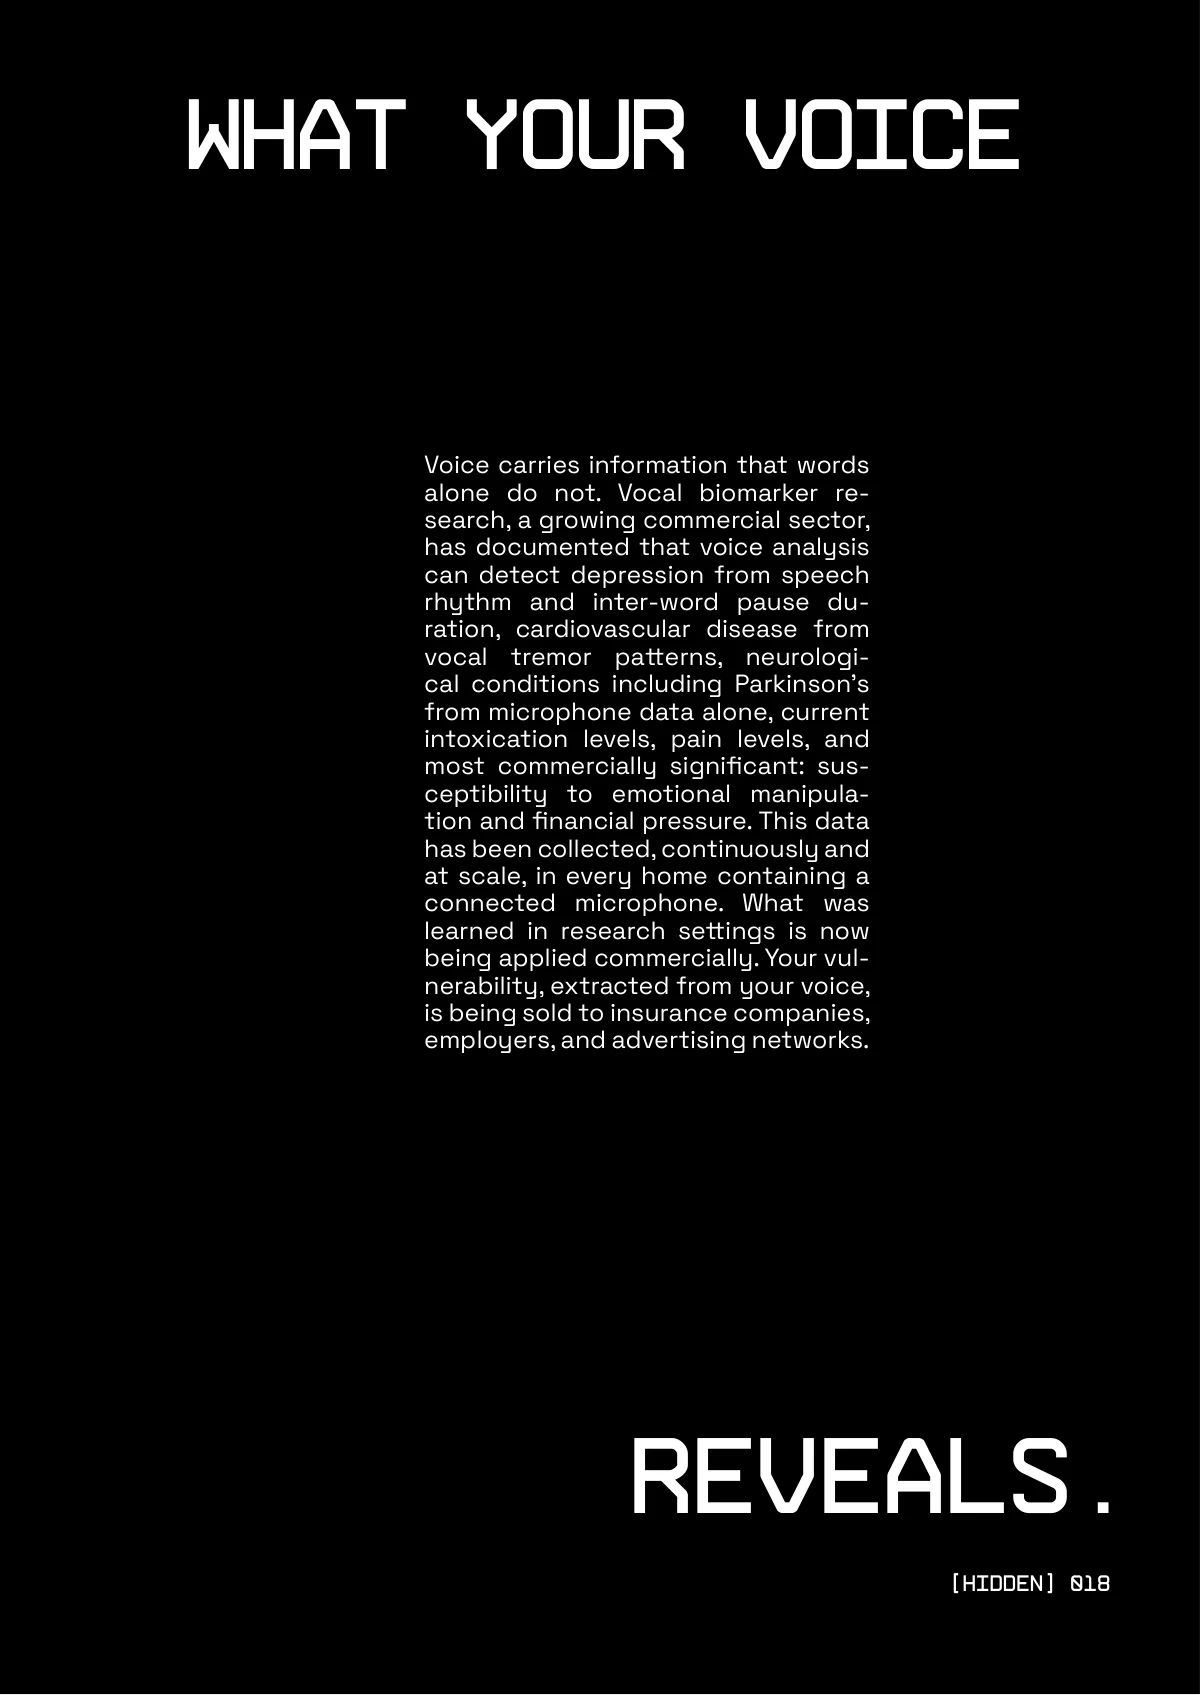 WHAT YOUR VOICE
Voice carries information that words
alone do not. Vocal biomarker re-
search, a growing commercial sector,
has documented that voice analysis
can detect depression from speech
rhythm and inter-word pause du-
ration, cardiovascular disease from
vocal tremor patterns, neurologi-
cal conditions including Parkinson’s
from microphone data alone, current
intoxication levels, pain levels, and
most commercially significant: sus-
ceptibility to emotional manipula-
tion and financial pressure. This data
has been collected, continuously and
at scale, in every home containing a
connected microphone. What was
learned in research settings is now
being applied commercially. Your vul-
nerability, extracted from your voice,
is being sold to insurance companies,
employers, and advertising networks.
REVEALS.
[HIDDEN] 018